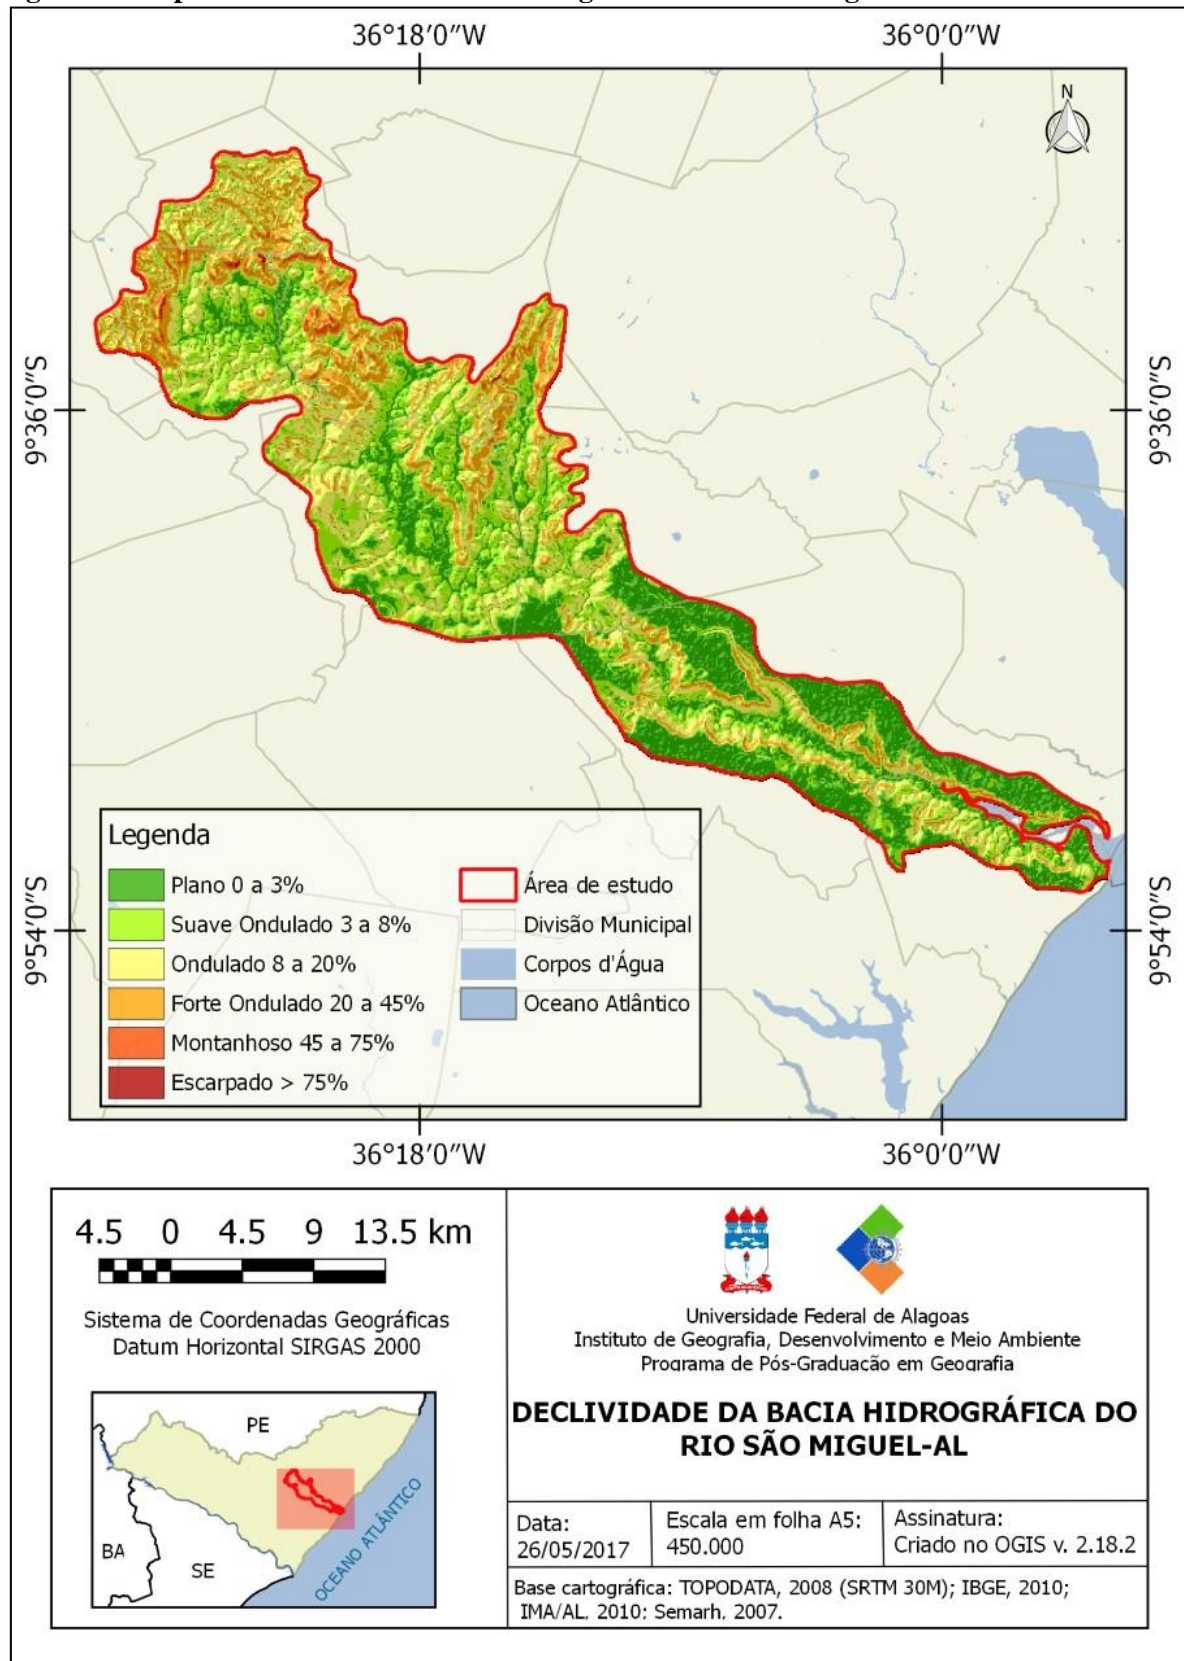 36°18′0″W 36°0′0″W
N
9°36′0″S 9°36′0″S
9°54′0″S 9°54′0″S
Legenda
Plano 0 a 3%
Suave Ondulado 3 a 8%
Ondulado 8 a 20%
Forte Ondulado 20 a 45%
Montanhoso 45 a 75%
Escarpado > 75%
Área de estudo
Divisão Municipal
Corpos d'Água
Oceano Atlântico
36°18′0″W 36°0′0″W
4.5 0 4.5 9 13.5 km
Sistema de Coordenadas Geográficas
Datum Horizontal SIRGAS 2000
PE
BA
SE
OCEANO ATLÂNTICO
Universidade Federal de Alagoas
Instituto de Geografia, Desenvolvimento e Meio Ambiente
Programa de Pós-Graduação em Geografia
DECLIVIDADE DA BACIA HIDROGRÁFICA DO
RIO SÃO MIGUEL-AL
Data:
26/05/2017
Escala em folha A5:
450.000
Assinatura:
Criado no QGIS v. 2.18.2
Base cartográfica: TOPODATA, 2008 (SRTM 30M); IBGE, 2010;
IMA/AL, 2010; Semarh, 2007.